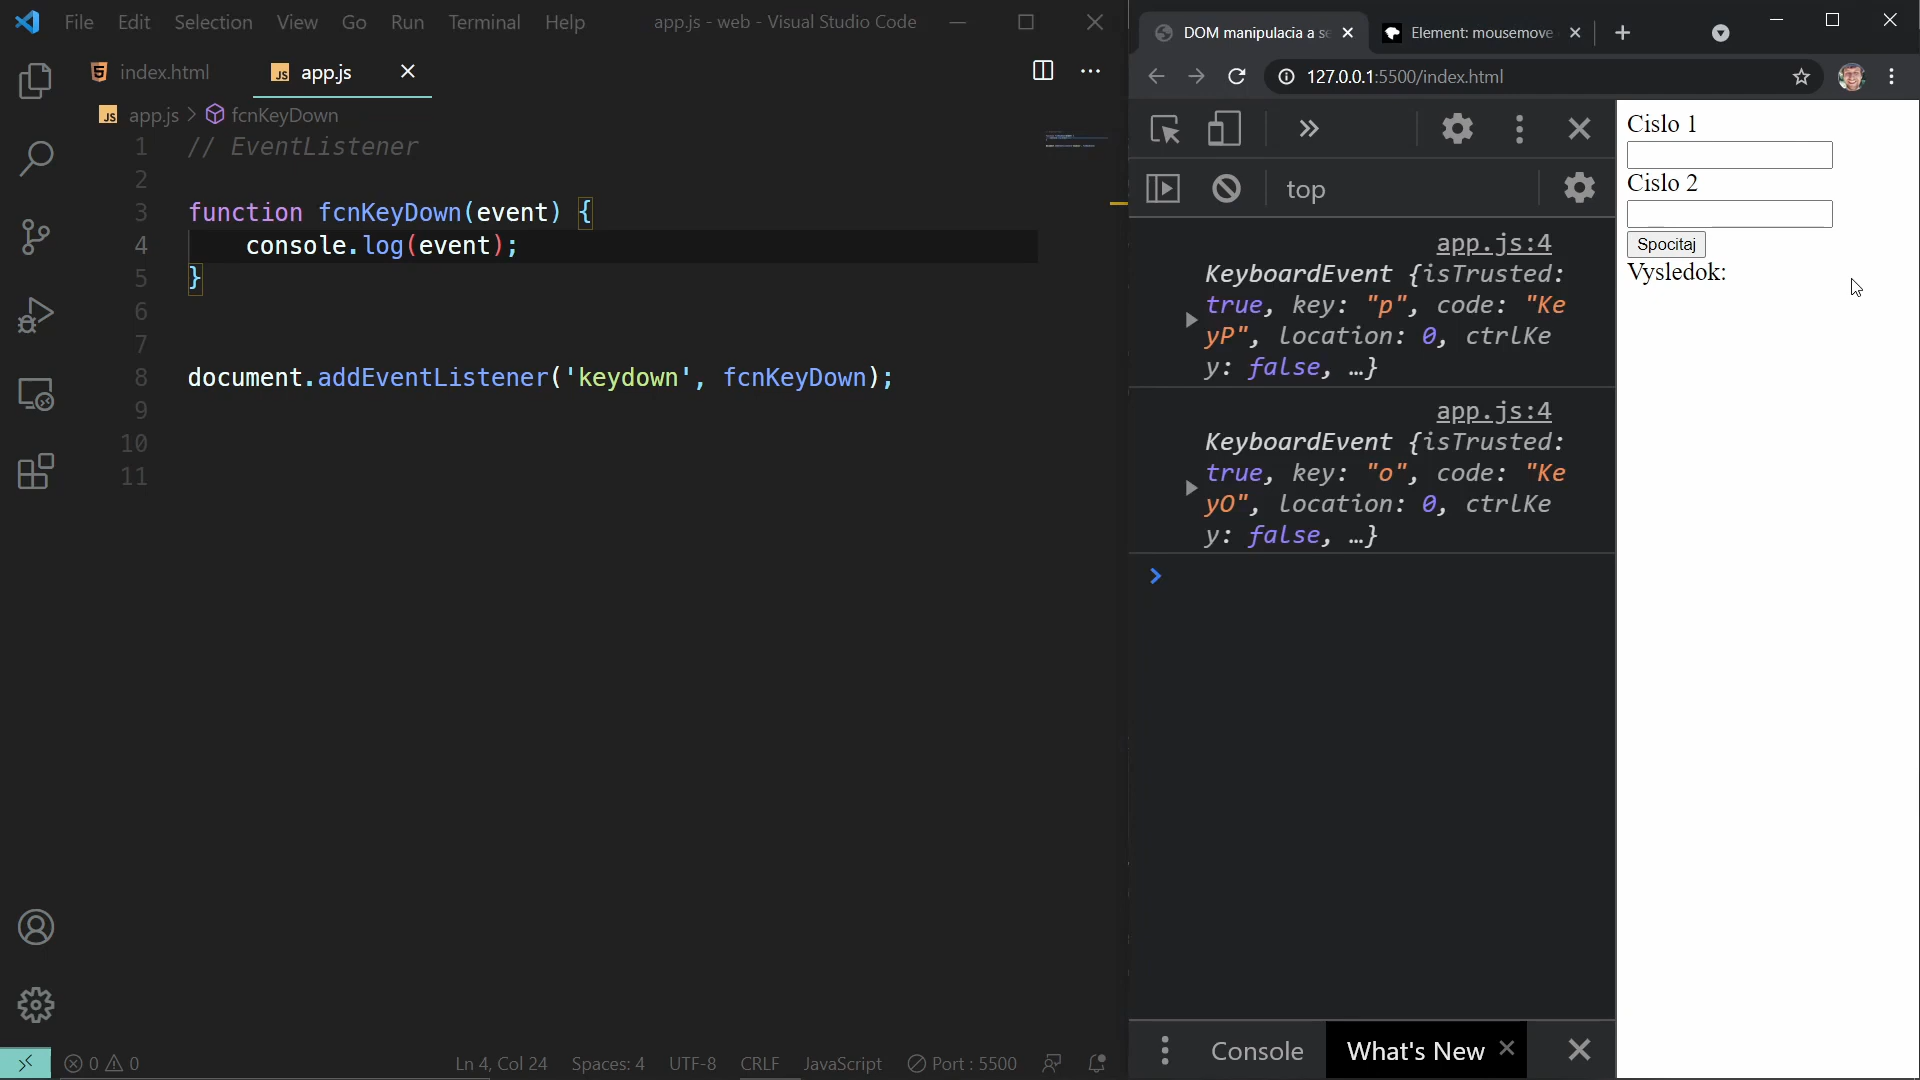 File Edit Selection View Go Run Terminal Help
app.js - web - Visual Studio Code
index.html
JS app.js
JS app.js > fcnKeyDown
1 // EventListener
2
3 function fcnKeyDown(event) {
4 console.log(event);
5 }
6
7
8 document.addEventListener('keydown', fcnKeyDown);
9
10
11
0 0
Ln 4, Col 24 Spaces: 4 UTF-8 CRLF JavaScript Port : 5500
DOM manipulacia a se
Element: mousemove
127.0.0.1:5500/index.html
top
app.js:4
KeyboardEvent {isTrusted:
true, key: "p", code: "Ke
yP", location: 0, ctrlKe
y: false, …}
app.js:4
KeyboardEvent {isTrusted:
true, key: "o", code: "Ke
yO", location: 0, ctrlKe
y: false, …}
Console What's New
Cislo 1
Cislo 2
Spocitaj
Vysledok: